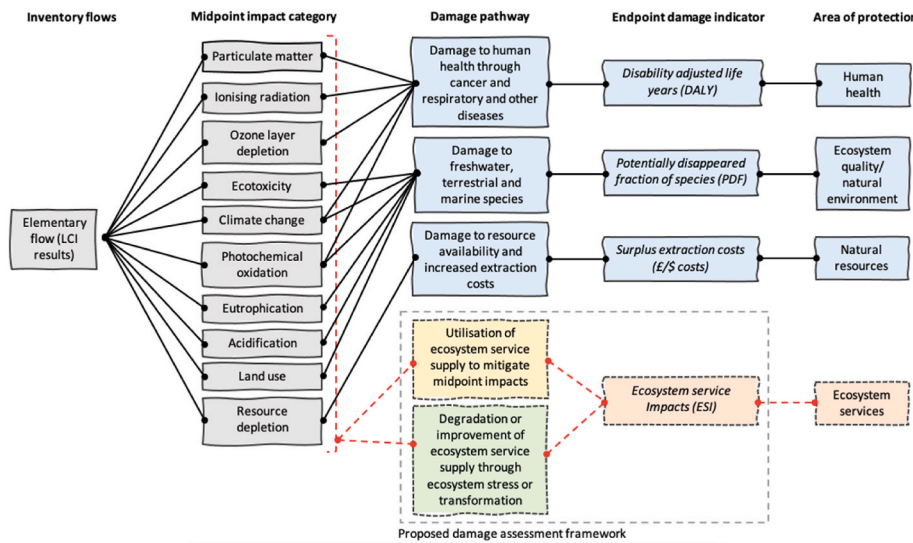 Inventory flows
Midpoint impact category
Damage pathway
Endpoint damage indicator
Area of protection
Elementary
flow (LCI
results)
Particulate matter
Ionising radiation
Ozone layer
depletion
Ecotoxicity
Climate change
Photochemical
oxidation
Eutrophication
Acidification
Land use
Resource
depletion
Damage to human
health through
cancer and
respiratory and other
diseases
Disability adjusted life
years (DALY)
Human
health
Damage to
freshwater,
terrestrial and
marine species
Potentially disappeared
fraction of species (PDF)
Ecosystem
quality/
natural
environment
Damage to resource
availability and
increased extraction
costs
Surplus extraction costs
(£/$ costs)
Natural
resources
Utilisation of
ecosystem service
supply to mitigate
midpoint impacts
Degradation or
improvement of
ecosystem service
supply through
ecosystem stress or
transformation
Ecosystem service
Impacts (ESI)
Ecosystem
services
Proposed damage assessment framework